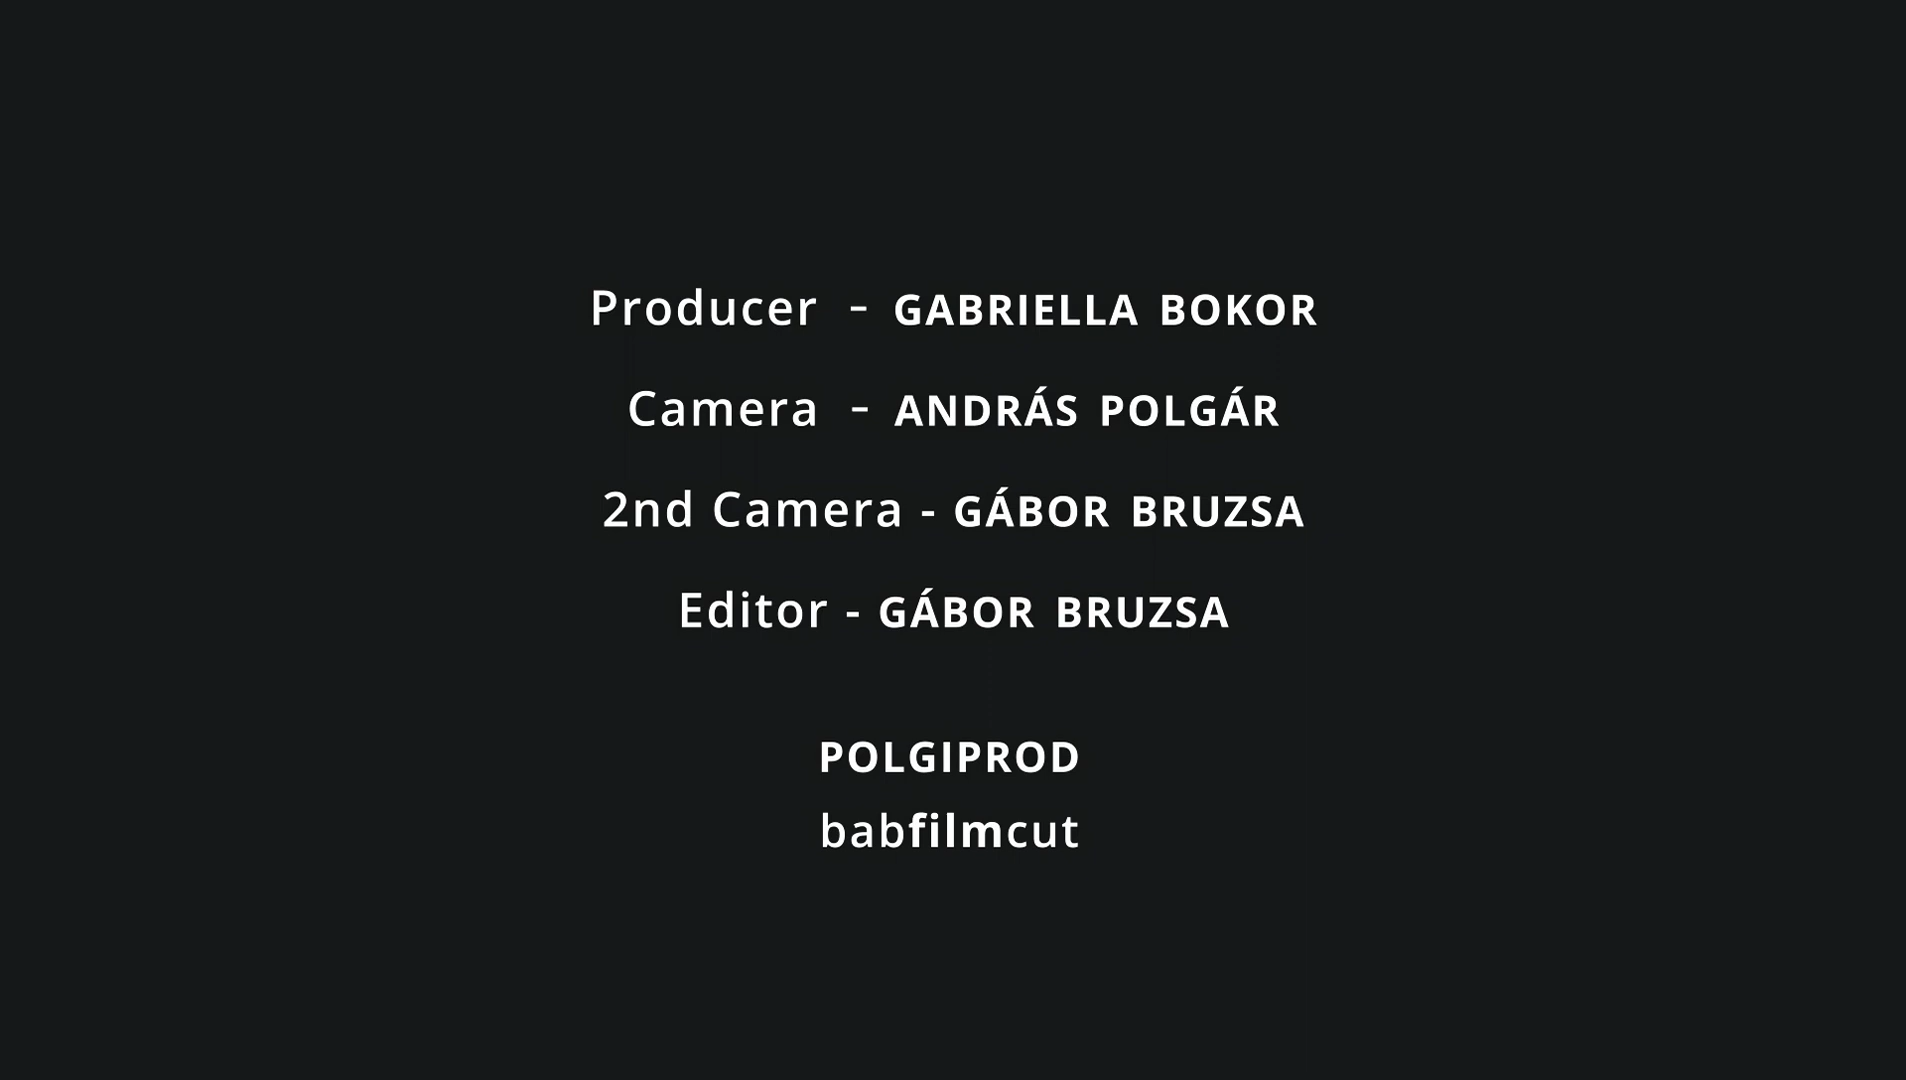 Producer - GABRIELLA BOKOR
Camera - ANDRÁS POLGÁR
2nd Camera - GÁBOR BRUZSA
Editor - GÁBOR BRUZSA
POLGIPROD
babfilmcut